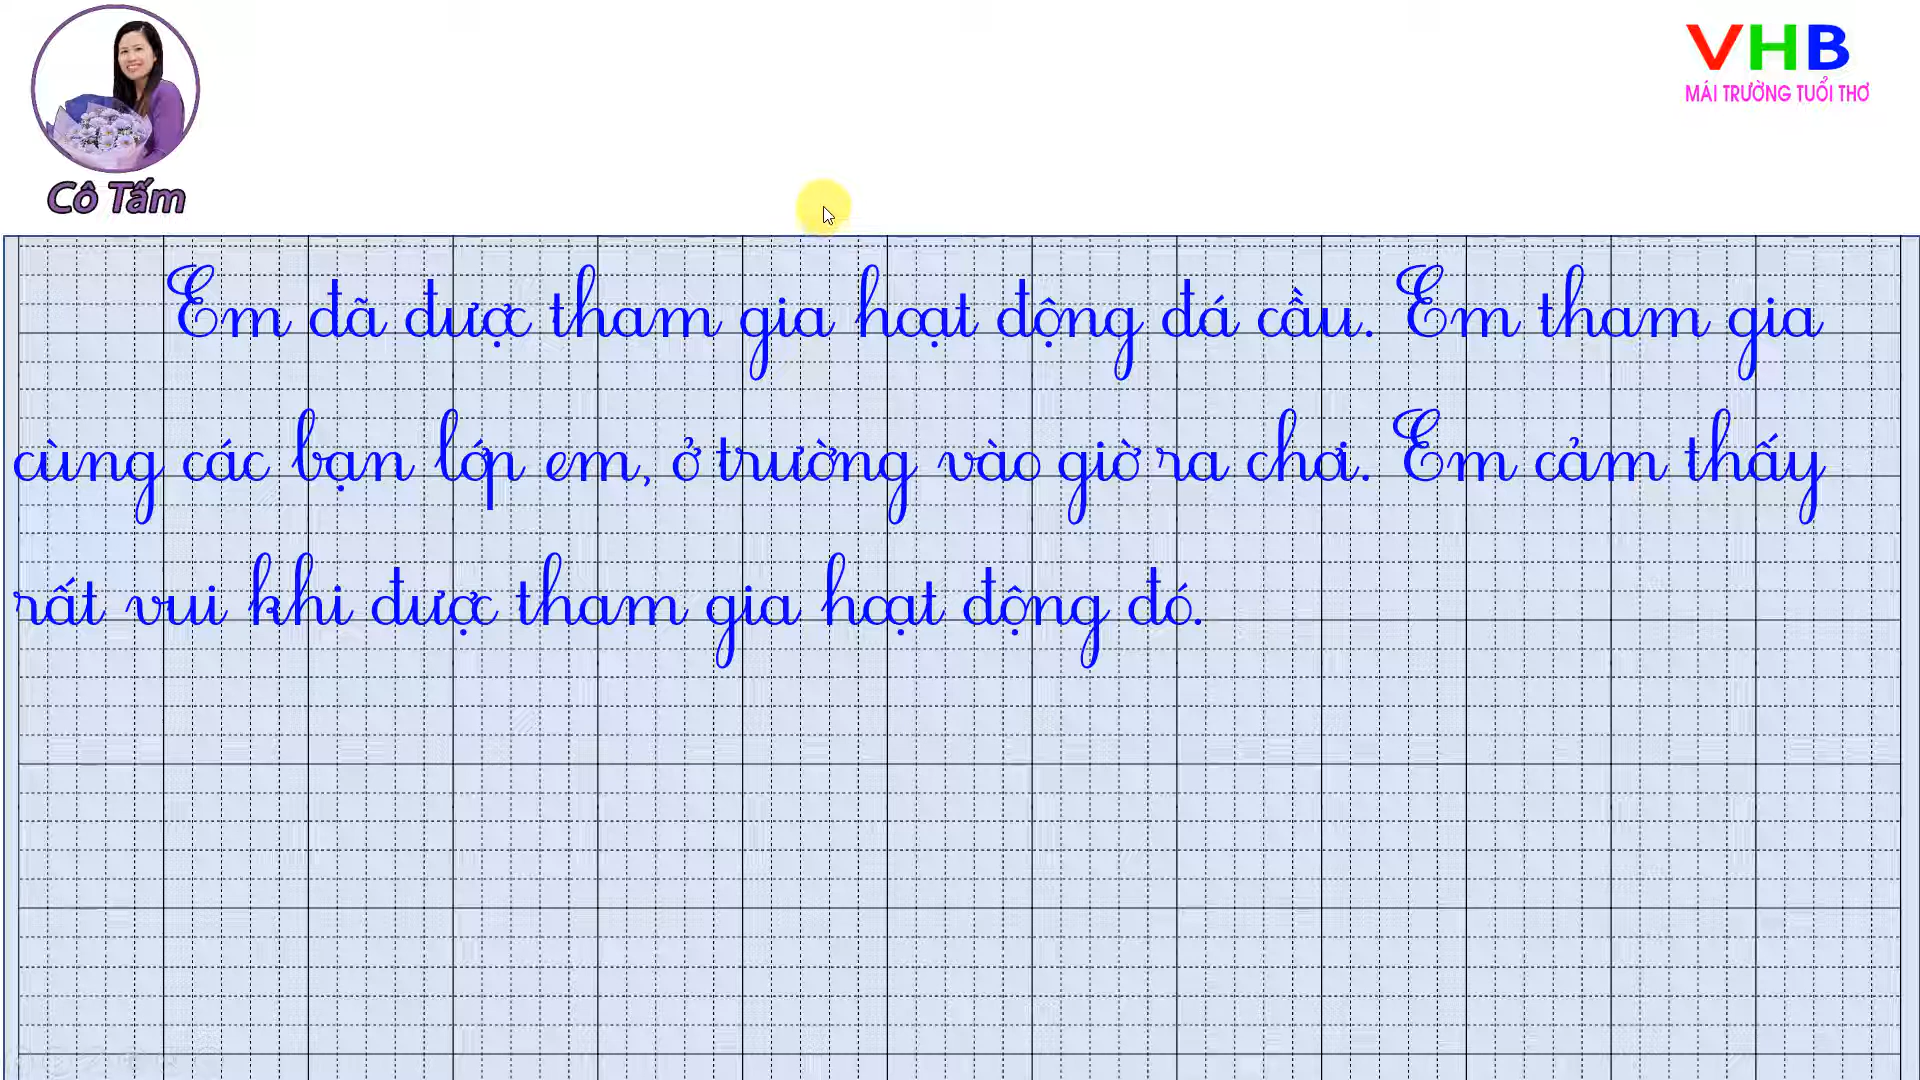 VHB
MÁI TRƯỜNG TUỔI THƠ
Cô Tấm
Em đã được tham gia hoạt động đá cầu. Em tham gia
cùng các bạn lớp em, ở trường vào giờ ra chơi. Em cảm thấy
rất vui khi được tham gia hoạt động đó.